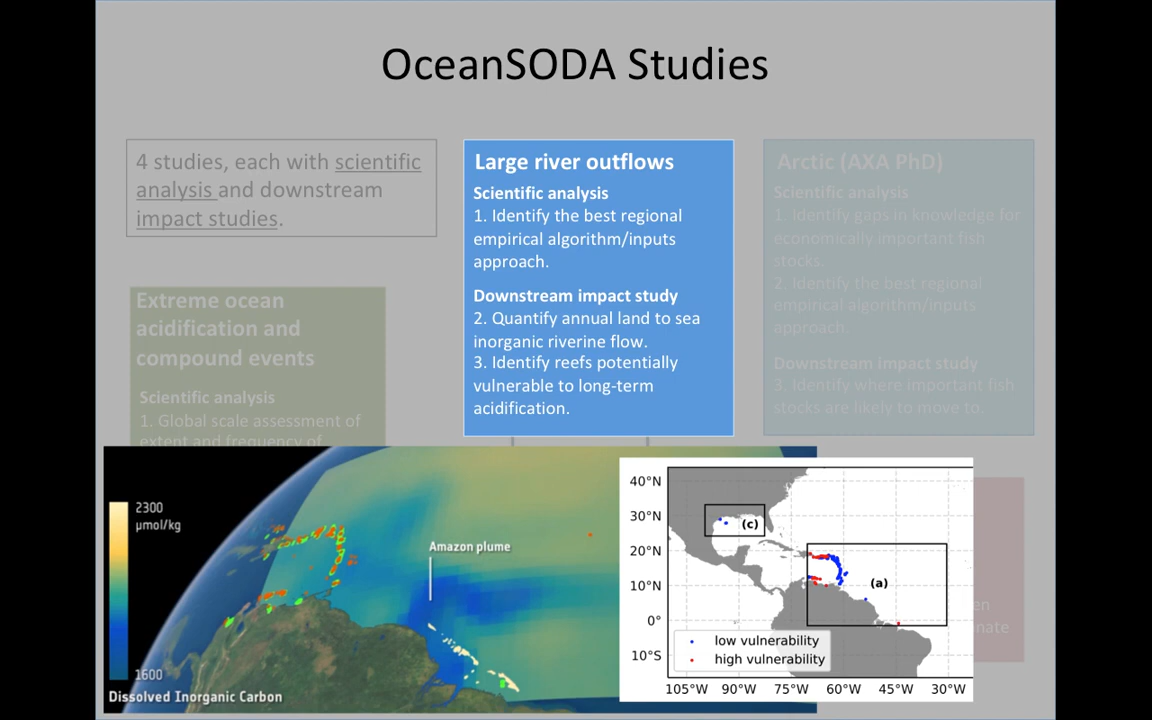 OceanSODA Studies
4 studies, each with scientific
analysis and downstream
impact studies.
Large river outflows
Scientific analysis
1. Identify the best regional
empirical algorithm/inputs
approach.
Downstream impact study
2. Quantify annual land to sea
inorganic riverine flow.
3. Identify reefs potentially
vulnerable to long-term
acidification.
Arctic (AXA PhD)
Scientific analysis
1. Identify gaps in knowledge for
economically important fish
stocks.
2. Identify the best regional
empirical algorithm/inputs
approach.
Downstream impact study
3. Identify where important fish
stocks are likely to move to.
Extreme ocean
acidification and
compound events
Scientific analysis
1. Global scale assessment of
extent and frequency of
2300
µmol/kg
Amazon plume
1600
Dissolved Inorganic Carbon
40°N
30°N
20°N
10°N
0°
10°S
(c)
(a)
low vulnerability
high vulnerability
105°W 90°W 75°W 60°W 45°W 30°W